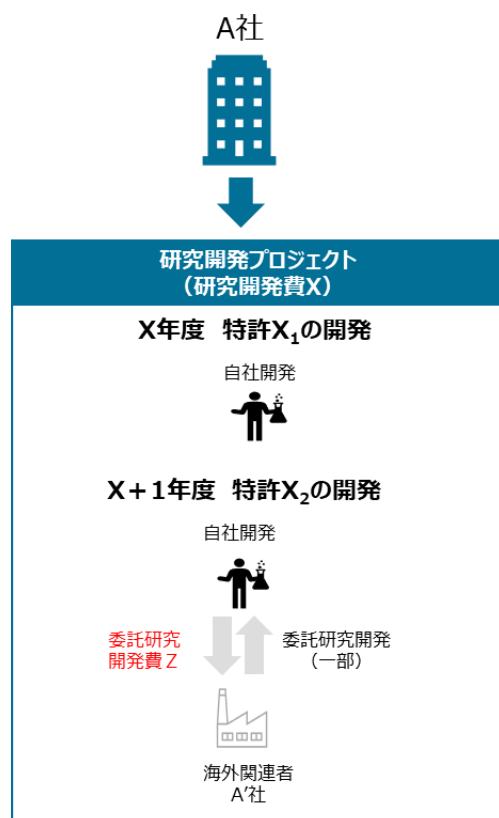 A社
研究開発プロジェクト
（研究開発費X）
X年度 特許X₁の開発
自社開発
X＋1年度 特許X₂の開発
自社開発
委託研究
開発費Z
委託研究開発
（一部）
海外関連者
A'社